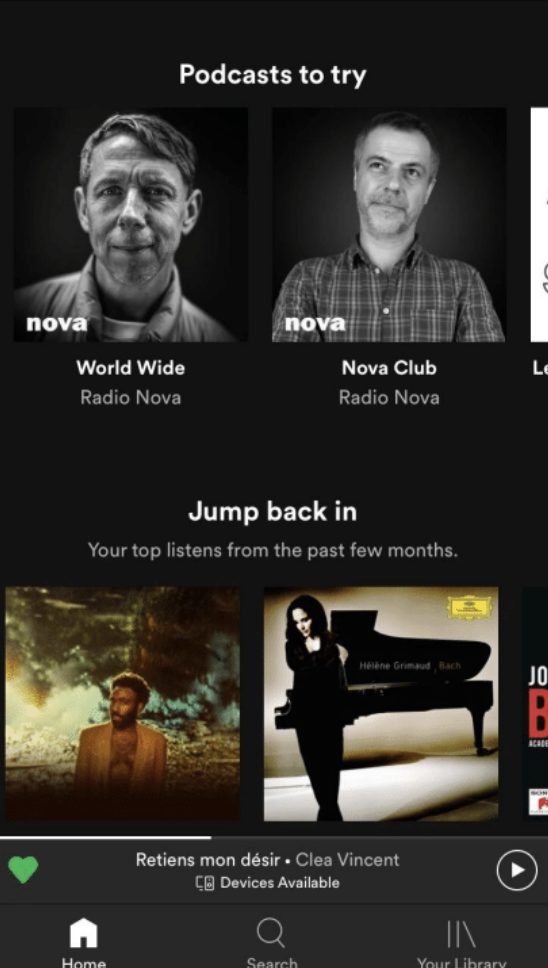 Podcasts to try
nova
nova
World Wide
Nova Club
Radio Nova
Radio Nova
Jump back in
Your top listens from the past few months.
Hélène Grimaud Bach
JO
B
ACADE
Retiens mon désir • Clea Vincent
Devices Available
Home
Search
Your Library